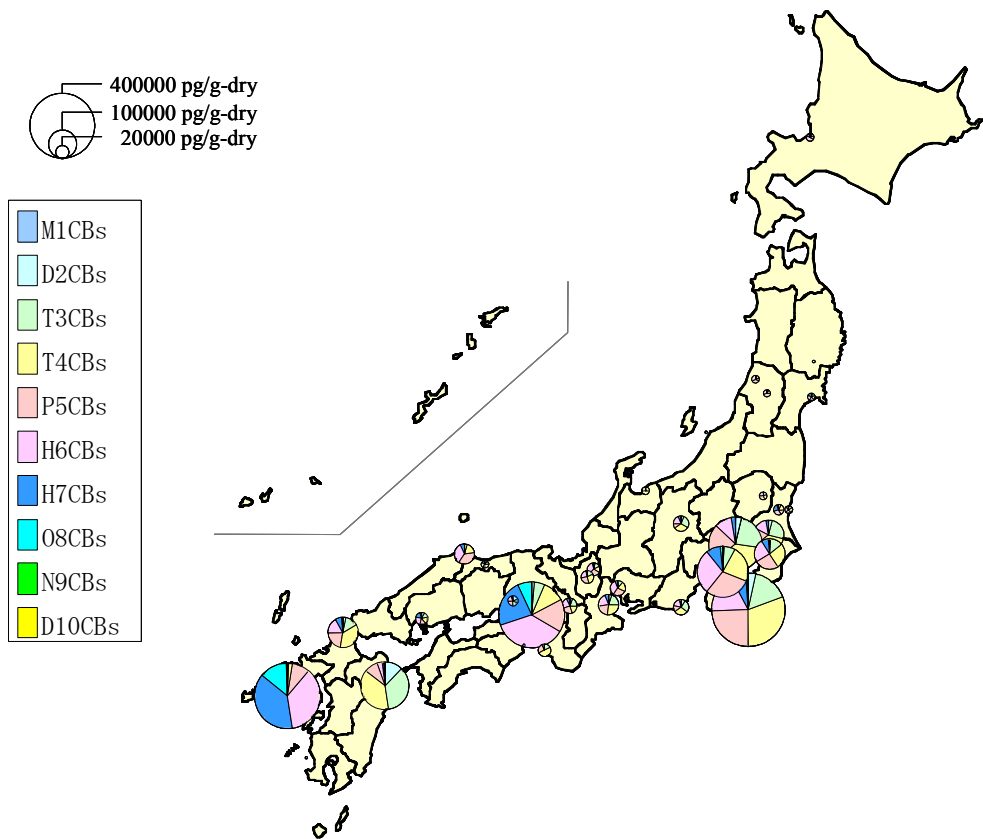 400000 pg/g-dry
100000 pg/g-dry
20000 pg/g-dry
M1CBs
D2CBs
T3CBs
T4CBs
P5CBs
H6CBs
H7CBs
O8CBs
N9CBs
D10CBs